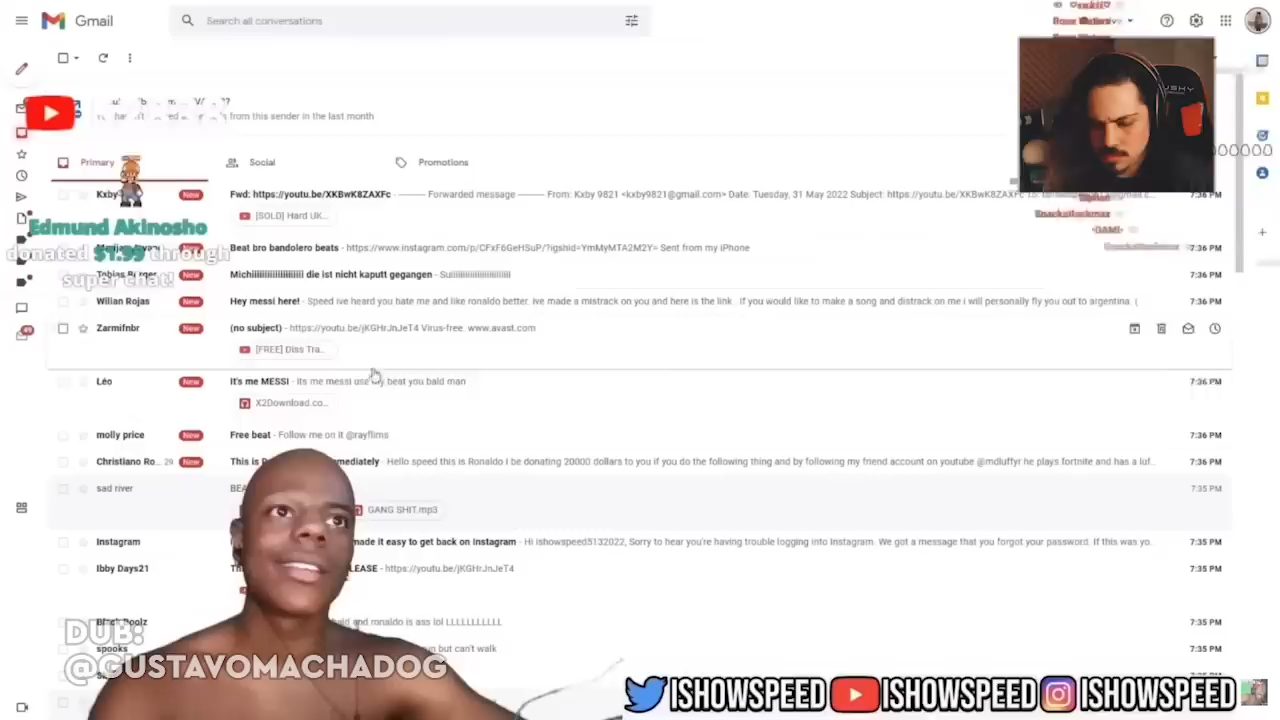 Gmail
Search all conversations
from this sender in the last month
Primary
Social
Promotions
Kxby New Fwd: https://youtu.be/XKBwK8ZAXFc - ——— Forwarded message ——— From: Kxby 9821 <kxby9821@gmail.com> Date: Tuesday, 31 May 2022 Subject: https://youtu.be/XKBwK8ZAXFc To:
[SOLD] Hard UK...
Edmund Akinosho
donated $1.99 through
super chat!
Beat bro bandolero beats - https://www.instagram.com/p/CFxF6GeHSuP/?igshid=YmMyMTA2M2Y= Sent from my iPhone 7:36 PM
Tobias Burger New Michiiiiiiiiiiiiiiiiiiii die ist nicht kaputt gegangen - Suiiiiiiiiiiiiiiiiiiiiiii 7:36 PM
Wilian Rojas New Hey messi here! - Speed ive heard you hate me and like ronaldo better. ive made a mistrack on you and here is the link. If you would like to make a song and distrack on me i will personally fly you out to argentina. ( 7:36 PM
Zarmifnbr New (no subject) - https://youtu.be/jKGHrJnJeT4 Virus-free. www.avast.com
[FREE] Diss Tra...
Léo New It's me MESSI - Its me messi use my beat you bald man 7:36 PM
X2Download.co...
molly price New Free beat - Follow me on it @rayflims 7:36 PM
Christiano Ro... 29 New This is mmediately - Hello speed this is Ronaldo I be donating 20000 dollars to you if you do the following thing and by following my friend account on youtube @mdluffyr he plays fortnite and has a luf... 7:36 PM
sad river BEA 7:35 PM
GANG SHIT.mp3
Instagram made it easy to get back on Instagram - Hi ishowspeed5132022, Sorry to hear you're having trouble logging into Instagram. We got a message that you forgot your password. If this was yo... 7:35 PM
Ibby Days21 LEASE - https://youtu.be/jKGHrJnJeT4 7:35 PM
bald and ronaldo is ass lol LLLLLLLLLL 7:35 PM
spooks run but can't walk 7:35 PM
DUB:
@GUSTAVOMACHADOG
ISHOWSPEED ISHOWSPEED ISHOWSPEED